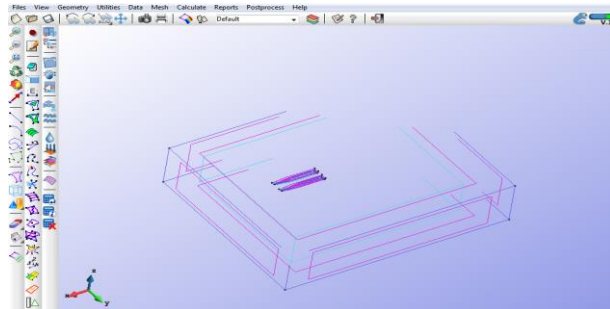 Files View Geometry Utilities Data Mesh Calculate Reports Postprocess Help
Default
x
y